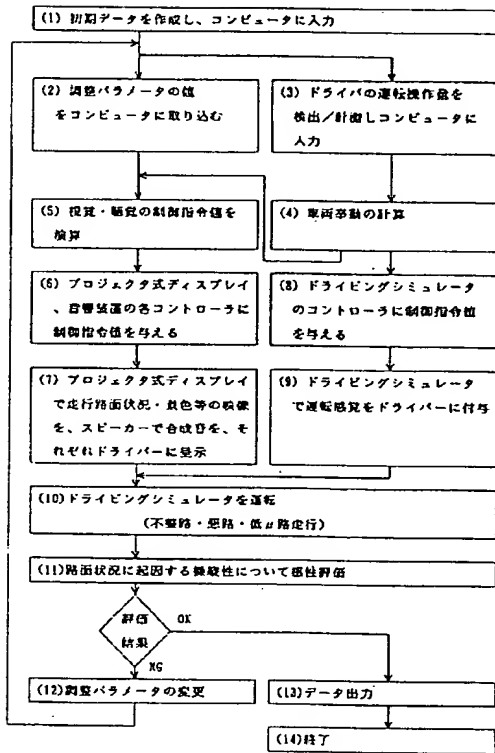 (1) 初期データを作成し、コンピュータに入力
(2) 調整パラメータの値
をコンピュータに取り込む
(3) ドライバの運転操作値を
検出/計測しコンピュータに
入力
(5) 視覚・聴覚の制御指令値を
演算
(4) 車両挙動の計算
(6) プロジェクタ式ディスプレイ
、音響装置の各コントローラに
制御指令値を与える
(8) ドライビングシミュレータ
のコントローラに制御指令値
を与える
(7) プロジェクタ式ディスプレイ
で走行路面状況・景色等の映像
を、スピーカーで合成音を、そ
れぞれドライバーに呈示
(9) ドライビングシミュレータ
で運転感覚をドライバーに付与
(10)ドライビングシミュレータを運転
(不整路・悪路・低μ路走行)
(11)路面状況に起因する操縦性について感性評価
評価
結果
OK
NG
(12)調整パラメータの変更
(13)データ出力
(14)終了